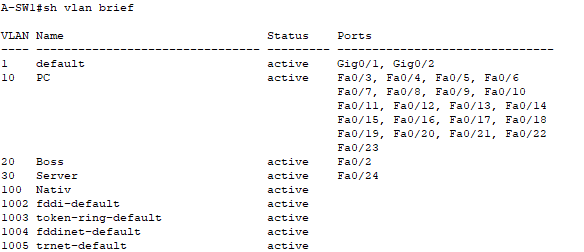 A-SW1#sh vlan brief
VLAN Name                             Status    Ports
---- -------------------------------- --------- -------------------------------
1    default                          active    Gig0/1, Gig0/2
10   PC                               active    Fa0/3, Fa0/4, Fa0/5, Fa0/6
                                                Fa0/7, Fa0/8, Fa0/9, Fa0/10
                                                Fa0/11, Fa0/12, Fa0/13, Fa0/14
                                                Fa0/15, Fa0/16, Fa0/17, Fa0/18
                                                Fa0/19, Fa0/20, Fa0/21, Fa0/22
                                                Fa0/23
20   Boss                             active    Fa0/2
30   Server                           active    Fa0/24
100  Nativ                            active
1002 fddi-default                     active
1003 token-ring-default               active
1004 fddinet-default                  active
1005 trnet-default                    active